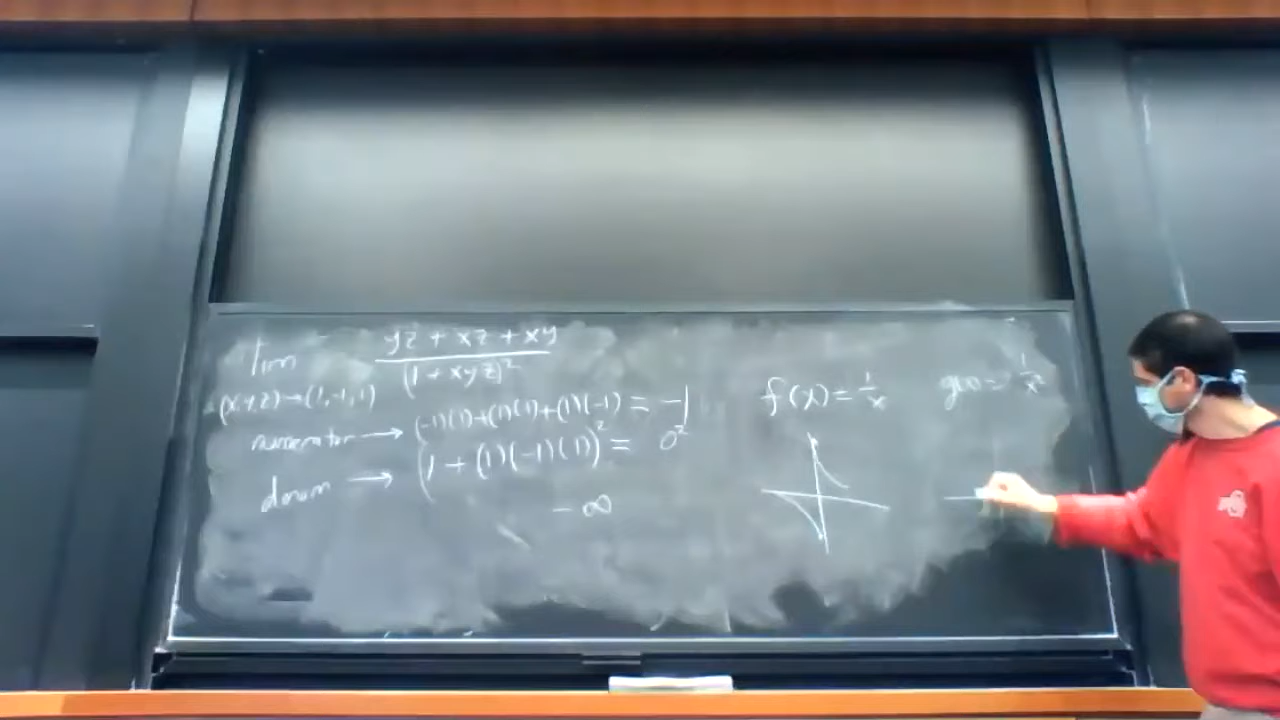 lim yz + xz + xy
(1 + xyz)²
(x,y,z)→(1,-1,1)
numerator → (-1)(1)+(1)(1)+(1)(-1) = -1
denom → (1 + (1)(-1)(1))² = 0²
-∞
f(x) = 1/x
g(x) = 1/x²